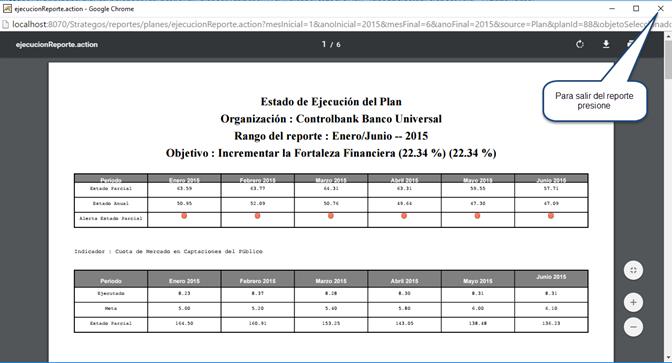 ejecucionReporte.action - Google Chrome
localhost:8070/Strategos/reportes/planes/ejecucionReporte.action?mesInicial=1&anoInicial=2015&mesFinal=6&anoFinal=2015&source=Plan&planId=88&objetoSelec
ejecucionReporte.action 1 / 6
Para salir del reporte
presione
Estado de Ejecución del Plan
Organización : Controlbank Banco Universal
Rango del reporte : Enero/Junio -- 2015
Objetivo : Incrementar la Fortaleza Financiera (22.34 %) (22.34 %)
Período Enero 2015 Febrero 2015 Marzo 2015 Abril 2015 Mayo 2015 Junio 2015
Estado Parcial 63.59 63.77 64.31 63.31 58.55 57.71
Estado Anual 50.95 52.09 50.76 49.64 47.30 47.09
Alerta Estado Parcial
Indicador : Cuota de Mercado en Captaciones del Público
Período Enero 2015 Febrero 2015 Marzo 2015 Abril 2015 Mayo 2015 Junio 2015
Ejecutado 8.23 8.37 8.28 8.30 8.31 8.31
Meta 5.00 5.20 5.40 5.80 6.00 6.10
Estado Parcial 164.50 160.91 153.25 143.05 138.48 136.23